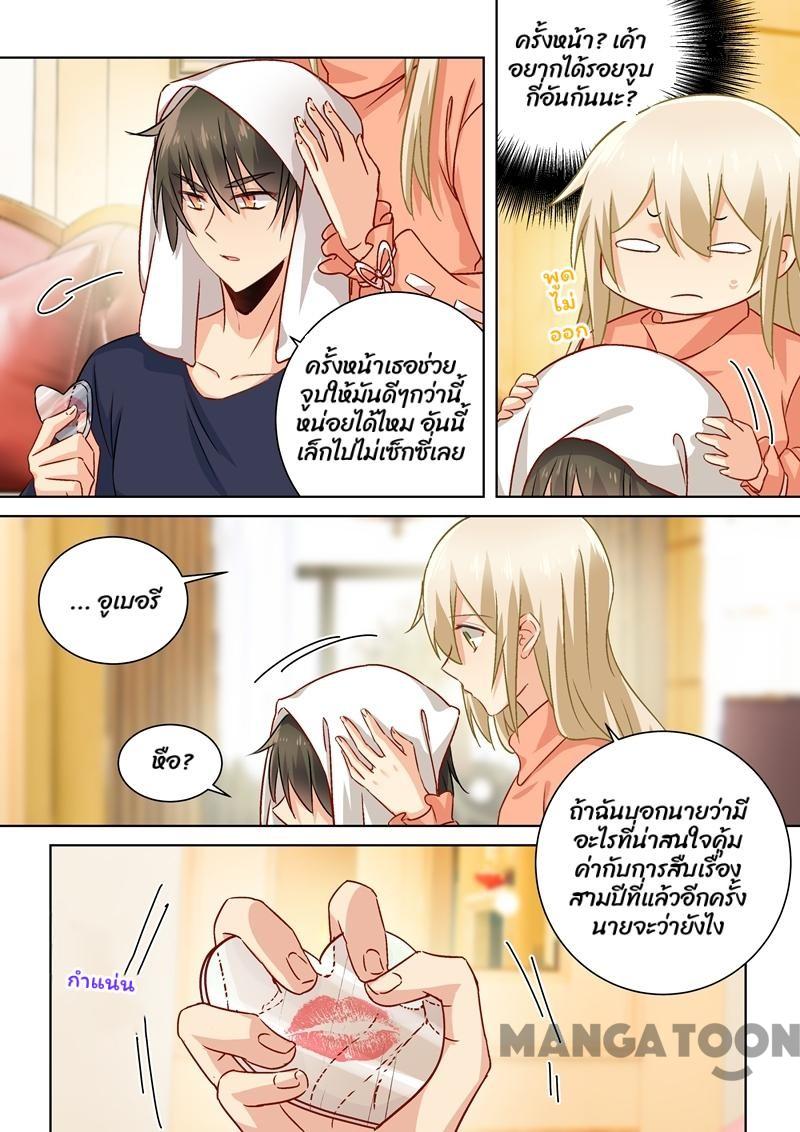 ครั้งหน้าเธอช่วย
จูบให้มันดีๆกว่านี้
หน่อยได้ไหม อันนี้
เล็กไปไม่เซ็กซี่เลย
ครั้งหน้า? เค้า
อยากได้รอยจูบ
กี่อันกันนะ?
พูด
ไม่
ออก
... อูเบอรี
หือ?
ถ้าฉันบอกนายว่ามี
อะไรที่น่าสนใจคุ้ม
ค่ากับการสืบเรื่อง
สามปีที่แล้วอีกครั้ง
นายจะว่ายังไง
กำแน่น
MANGATOON